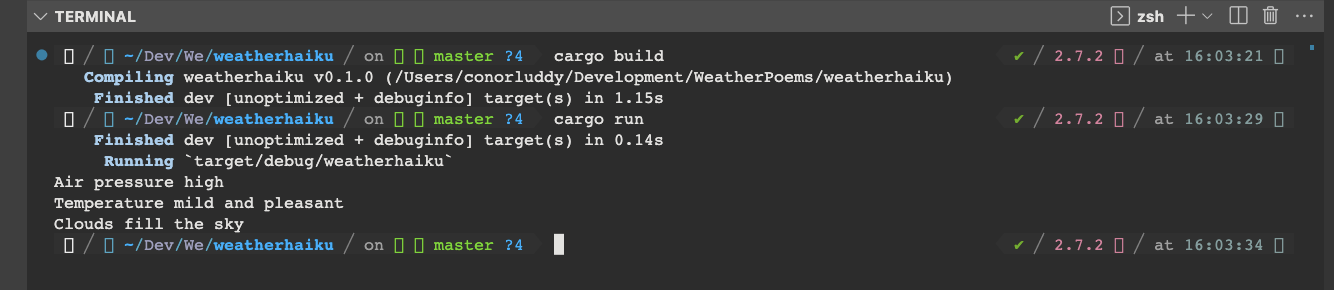 TERMINAL zsh
~/Dev/We/weatherhaiku / on master ?4 cargo build ✔ / 2.7.2 / at 16:03:21
Compiling weatherhaiku v0.1.0 (/Users/conorluddy/Development/WeatherPoems/weatherhaiku)
Finished dev [unoptimized + debuginfo] target(s) in 1.15s
~/Dev/We/weatherhaiku / on master ?4 cargo run ✔ / 2.7.2 / at 16:03:29
Finished dev [unoptimized + debuginfo] target(s) in 0.14s
Running `target/debug/weatherhaiku`
Air pressure high
Temperature mild and pleasant
Clouds fill the sky
~/Dev/We/weatherhaiku / on master ?4 ✔ / 2.7.2 / at 16:03:34